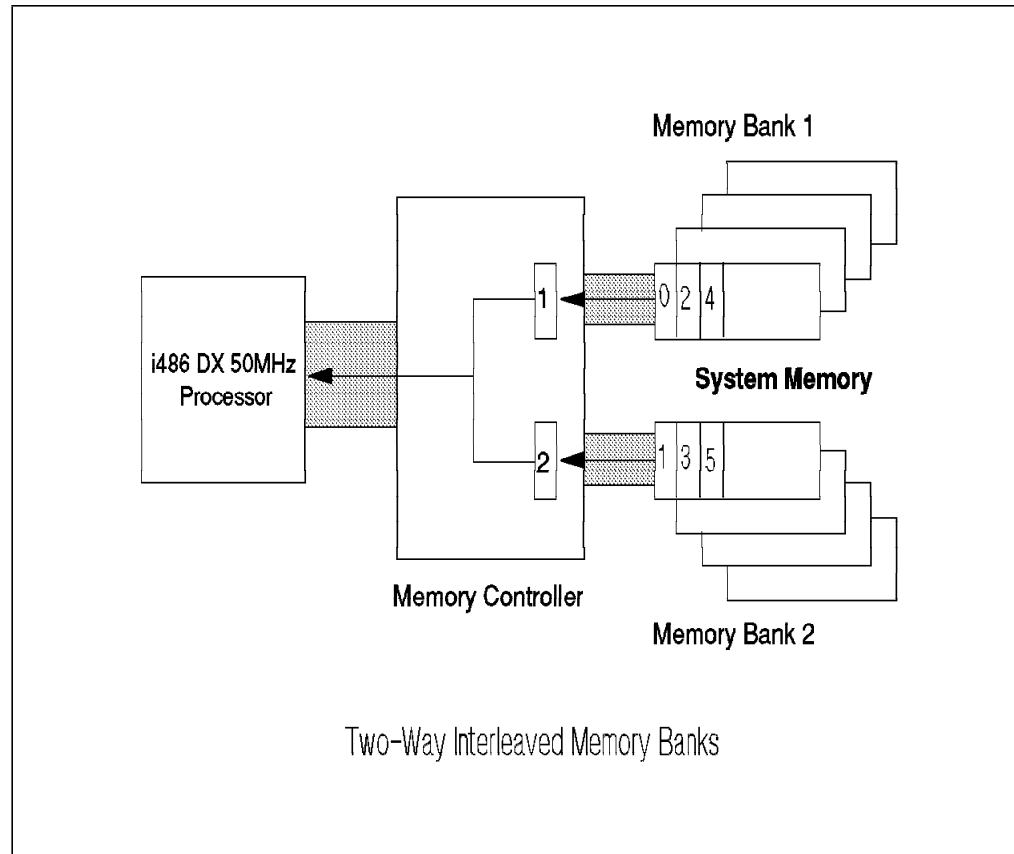 Memory Bank 1
0 2 4
1
i486 DX 50MHz
Processor
System Memory
1 3 5
2
Memory Controller
Memory Bank 2
Two-Way Interleaved Memory Banks